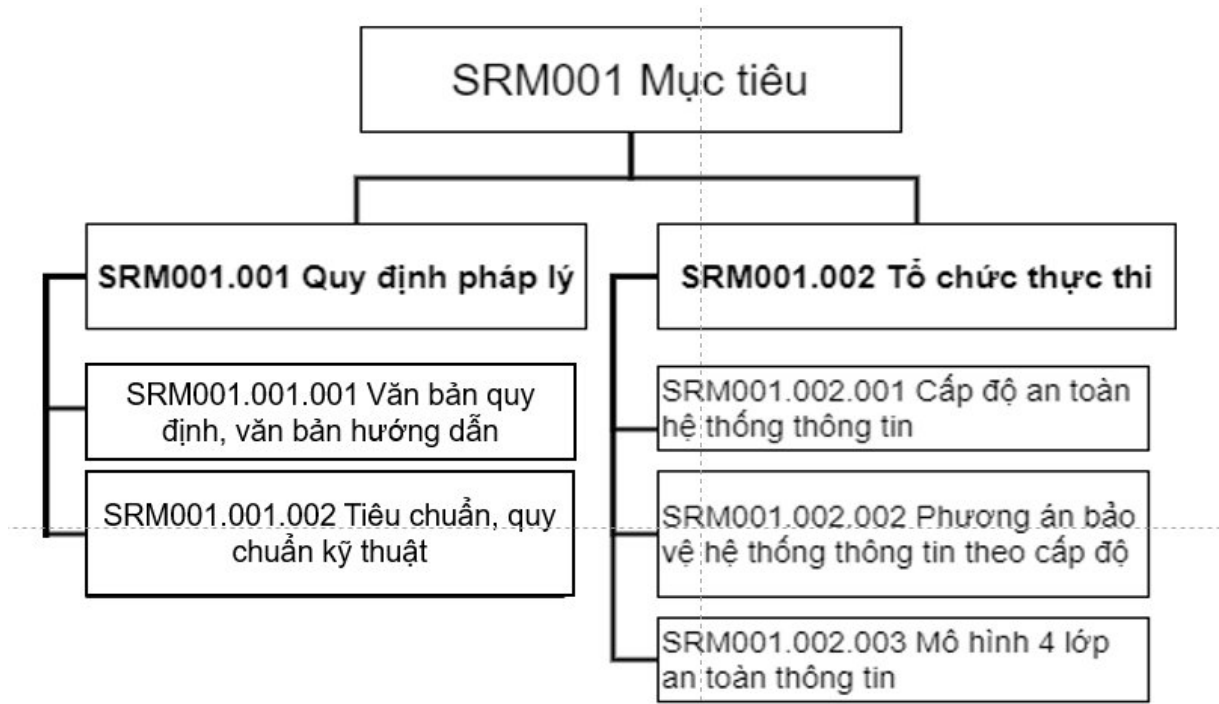 SRM001 Mục tiêu
SRM001.001 Quy định pháp lý
SRM001.001.001 Văn bản quy
định, văn bản hướng dẫn
SRM001.001.002 Tiêu chuẩn, quy
chuẩn kỹ thuật
SRM001.002 Tổ chức thực thi
SRM001.002.001 Cấp độ an toàn
hệ thống thông tin
SRM001.002.002 Phương án bảo
vệ hệ thống thông tin theo cấp độ
SRM001.002.003 Mô hình 4 lớp
an toàn thông tin